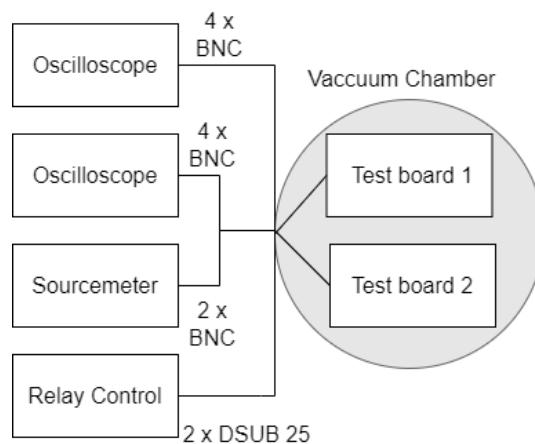 4 x
BNC
Oscilloscope
Vaccuum Chamber
4 x
BNC
Oscilloscope
Test board 1
Sourcemeter
Test board 2
2 x
BNC
Relay Control
2 x DSUB 25